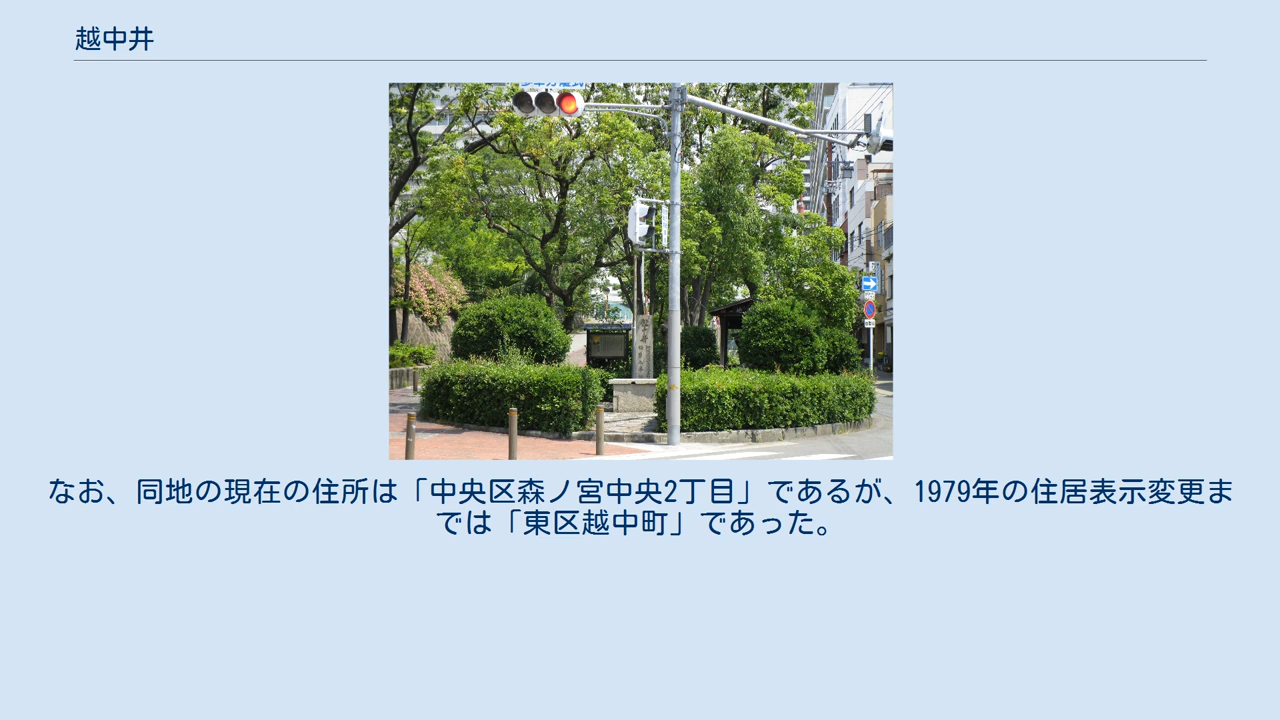 越中井
なお、同地の現在の住所は「中央区森ノ宮中央2丁目」であるが、1979年の住居表示変更ま
では「東区越中町」であった。